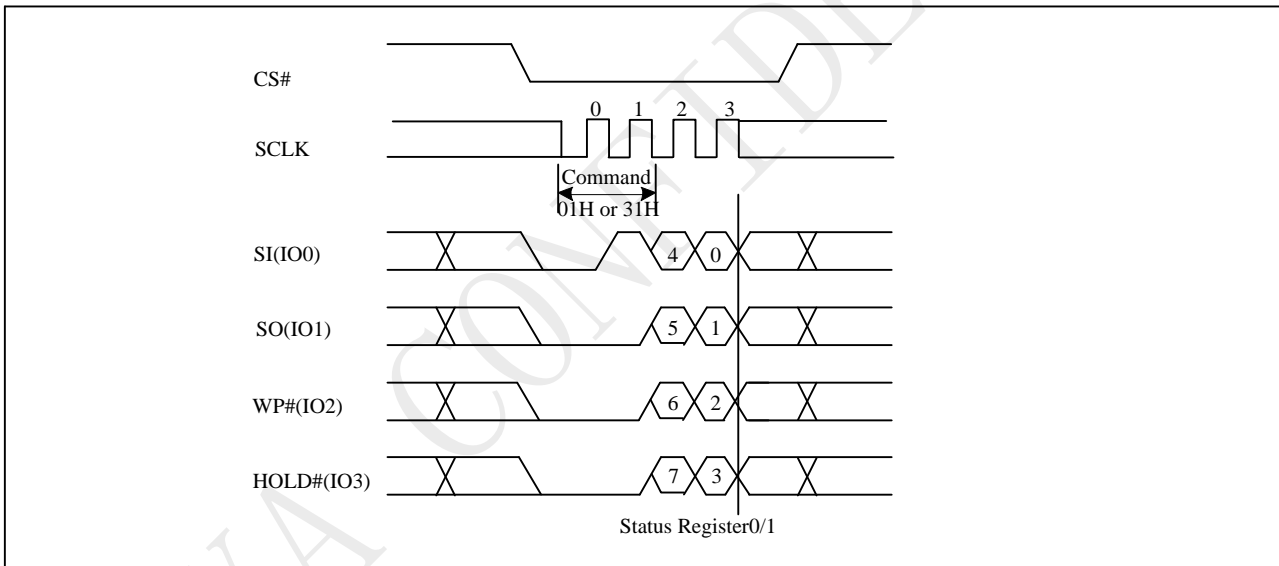 CS#
0 1 2 3
SCLK
Command
01H or 31H
SI(IO0) 4 0
SO(IO1) 5 1
WP#(IO2) 6 2
HOLD#(IO3) 7 3
Status Register0/1